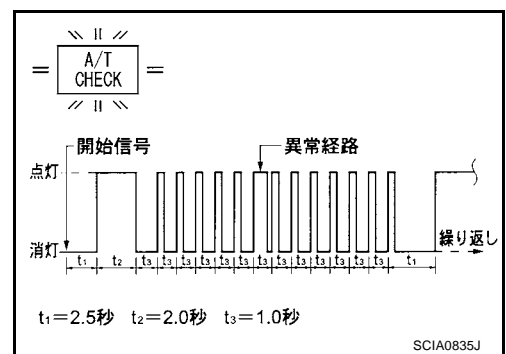 A/T
CHECK
開始信号
異常経路
点灯
消灯
繰り返し
t₁ t₂ t₃ t₃ t₃ t₃ t₃ t₃ t₃ t₃ t₃ t₃ t₃ t₃ t₃ t₁
t₁=2.5秒 t₂=2.0秒 t₃=1.0秒
SCIA0835J